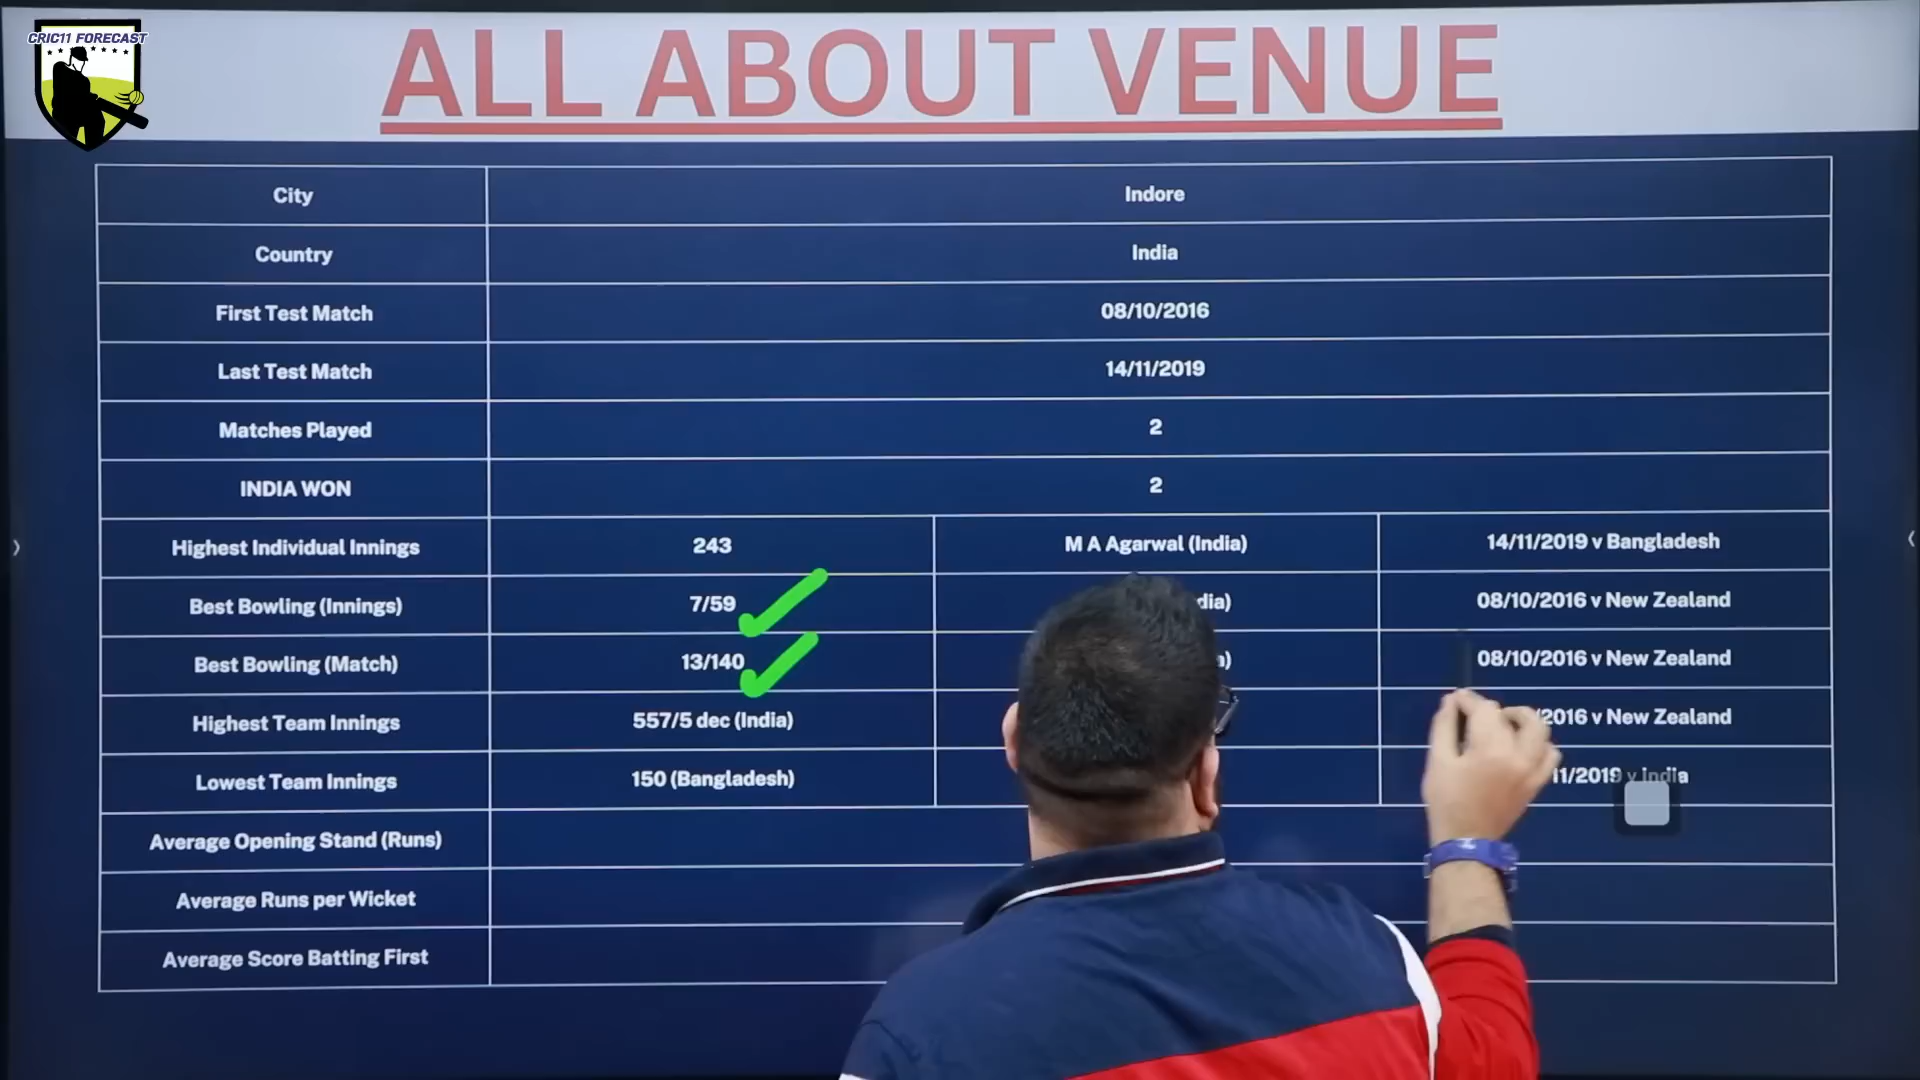 CRIC11 FORECAST
ALL ABOUT VENUE
City Indore
Country India
First Test Match 08/10/2016
Last Test Match 14/11/2019
Matches Played 2
INDIA WON 2
Highest Individual Innings 243 M A Agarwal (India) 14/11/2019 v Bangladesh
Best Bowling (Innings) 7/59 dia) 08/10/2016 v New Zealand
Best Bowling (Match) 13/140 08/10/2016 v New Zealand
Highest Team Innings 557/5 dec (India) /2016 v New Zealand
Lowest Team Innings 150 (Bangladesh) 11/2019 v India
Average Opening Stand (Runs)
Average Runs per Wicket
Average Score Batting First